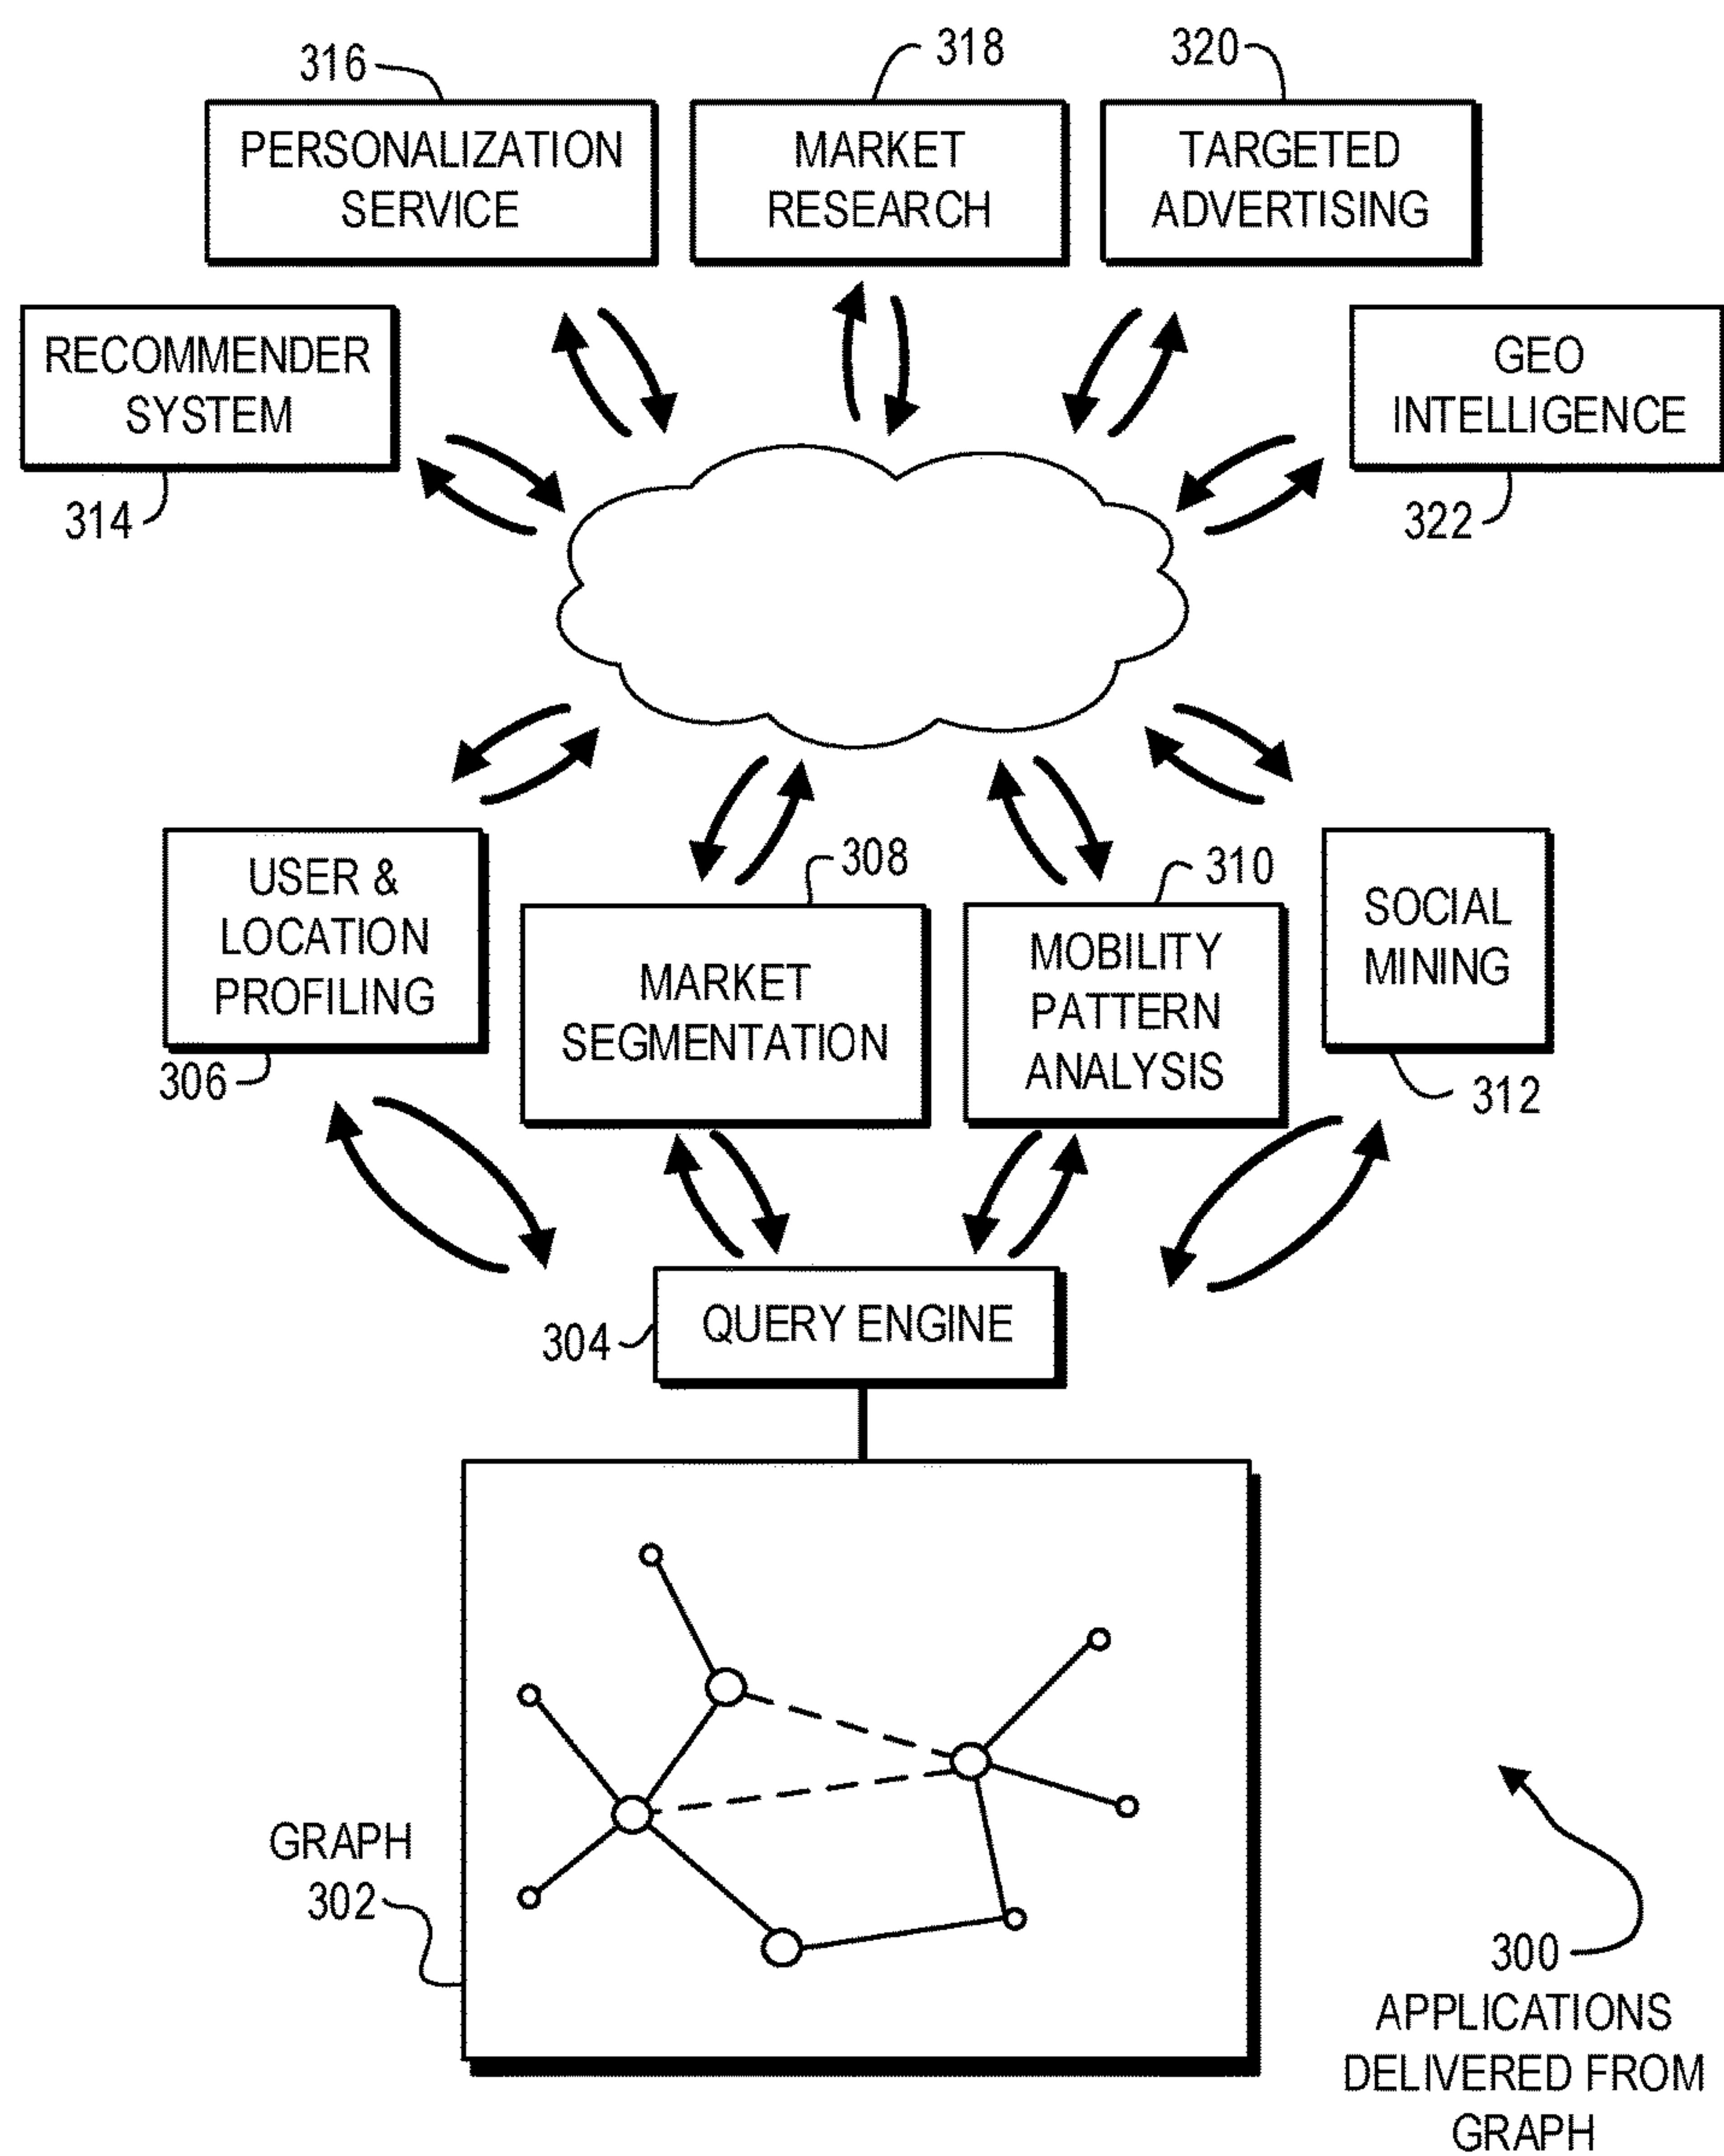 316
318
320
PERSONALIZATION
SERVICE
MARKET
RESEARCH
TARGETED
ADVERTISING
RECOMMENDER
SYSTEM
314
GEO
INTELLIGENCE
322
USER &
LOCATION
PROFILING
306
308
MARKET
SEGMENTATION
310
MOBILITY
PATTERN
ANALYSIS
SOCIAL
MINING
312
304
QUERY ENGINE
GRAPH
302
300
APPLICATIONS
DELIVERED FROM
GRAPH